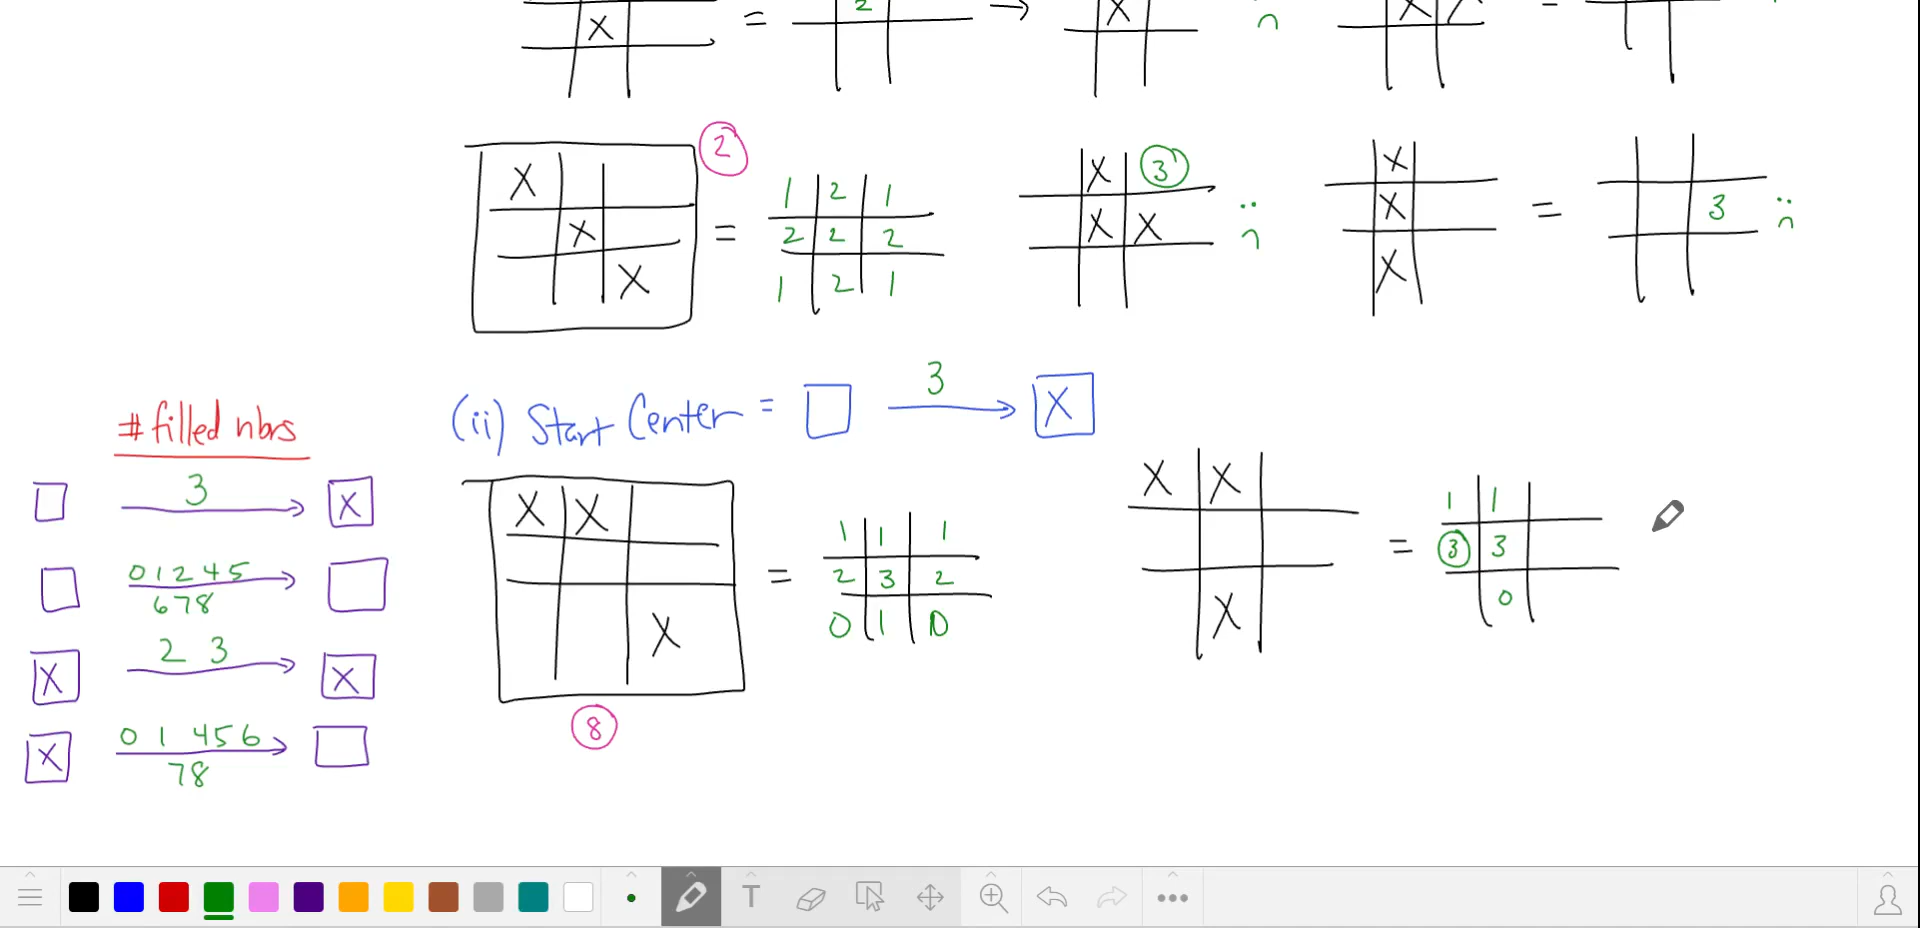 X = 2 → X n X =
2
X 1 2 1 X 3 X
X = 2 2 2 X X n X = 3 n
X 1 2 1 X
# filled nbrs
3
X
0 1 2 4 5
6 7 8
X 2 3 X
X 0 1 4 5 6
7 8
(ii) Start Center = 3 → X
X X 1 1 1 X X 1 1
= 2 3 2 = 3 3
X 0 1 0 X 0
8
T